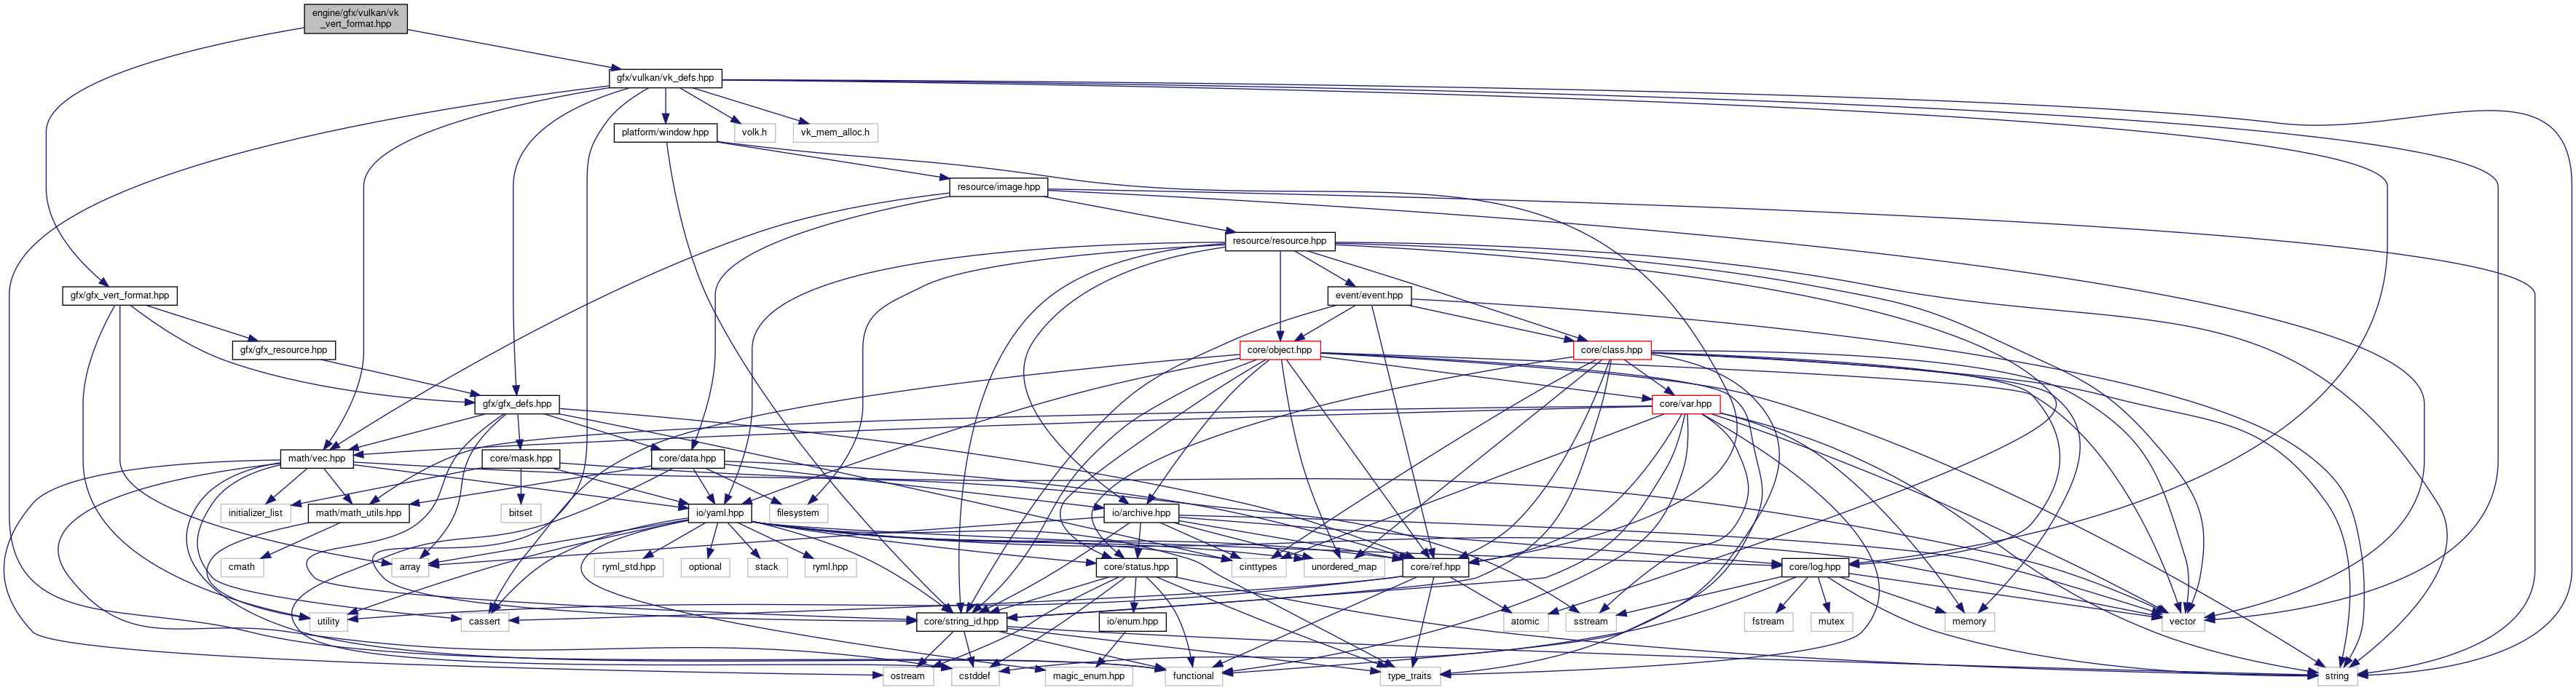 engine/gfx/vulkan/vk
_vert_format.hpp
gfx/vulkan/vk_defs.hpp
platform/window.hpp
volk.h
vk_mem_alloc.h
resource/image.hpp
resource/resource.hpp
gfx/gfx_vert_format.hpp
event/event.hpp
gfx/gfx_resource.hpp
core/object.hpp
core/class.hpp
gfx/gfx_defs.hpp
core/var.hpp
math/vec.hpp
core/mask.hpp
core/data.hpp
initializer_list
math/math_utils.hpp
bitset
io/yaml.hpp
filesystem
io/archive.hpp
cmath
array
ryml_std.hpp
optional
stack
ryml.hpp
core/status.hpp
cinttypes
unordered_map
core/ref.hpp
core/log.hpp
utility
cassert
core/string_id.hpp
io/enum.hpp
atomic
sstream
fstream
mutex
memory
vector
ostream
cstddef
magic_enum.hpp
functional
type_traits
string